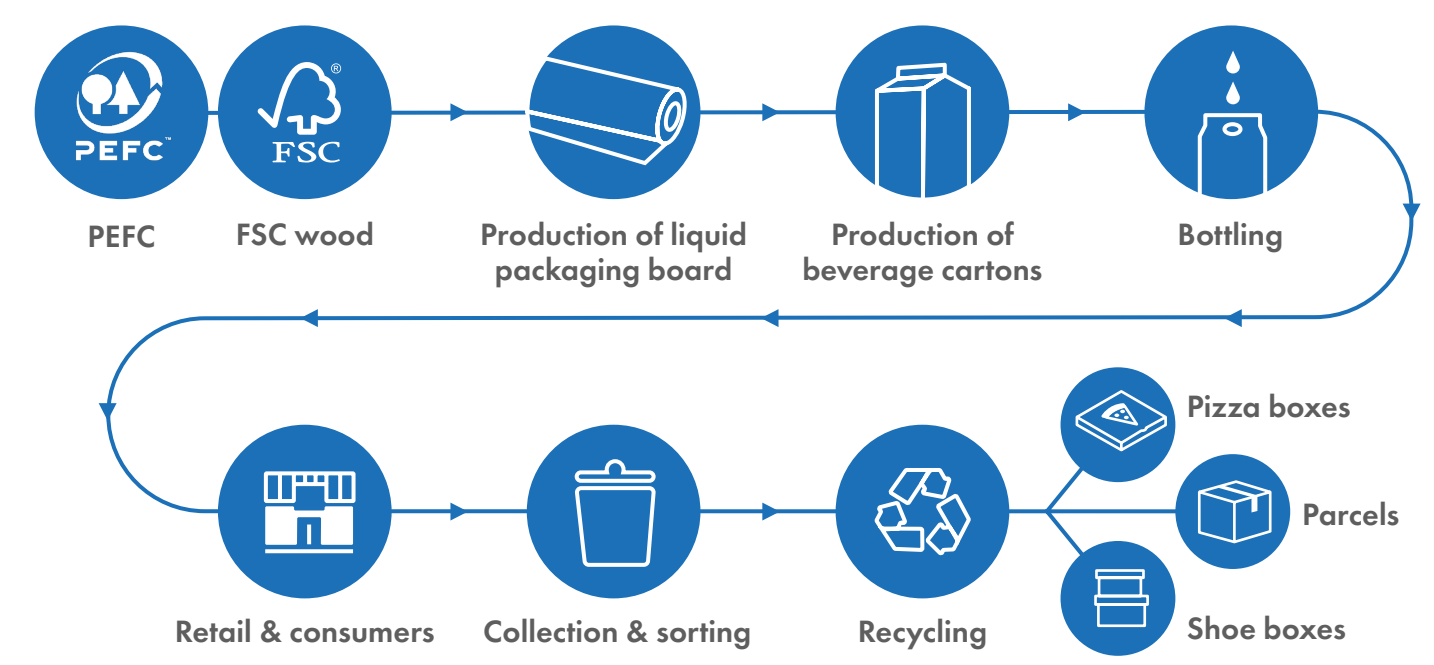 PEFC™
FSC®
PEFC
FSC wood
Production of liquid
packaging board
Production of
beverage cartons
Bottling
Pizza boxes
Parcels
Shoe boxes
Retail & consumers
Collection & sorting
Recycling